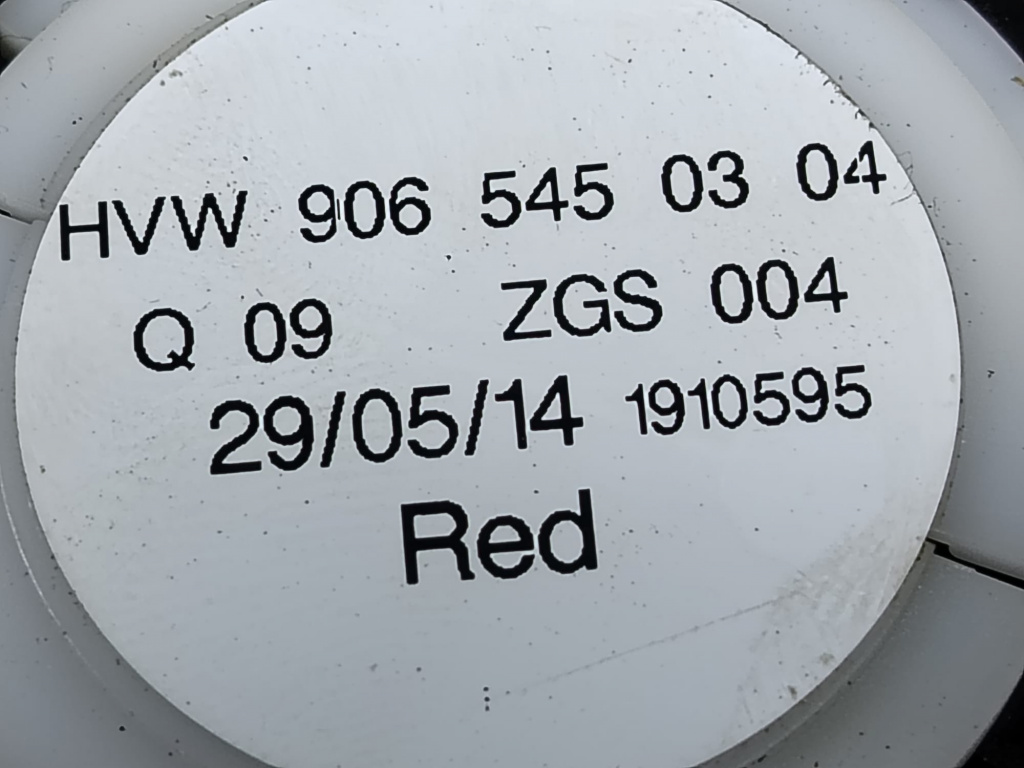 HVW 906 545 03 04
Q 09 ZGS 004
29/05/14 1910595
Red